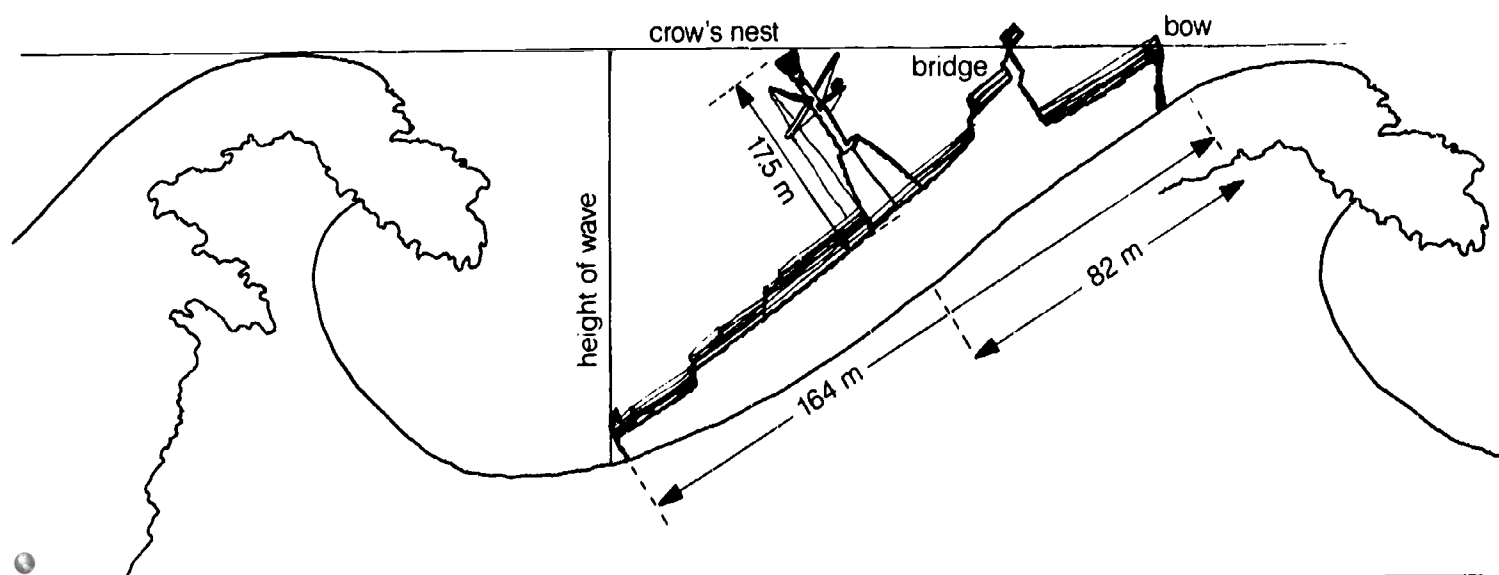 crow's nest
bow
bridge
17.5 m
height of wave
82 m
164 m